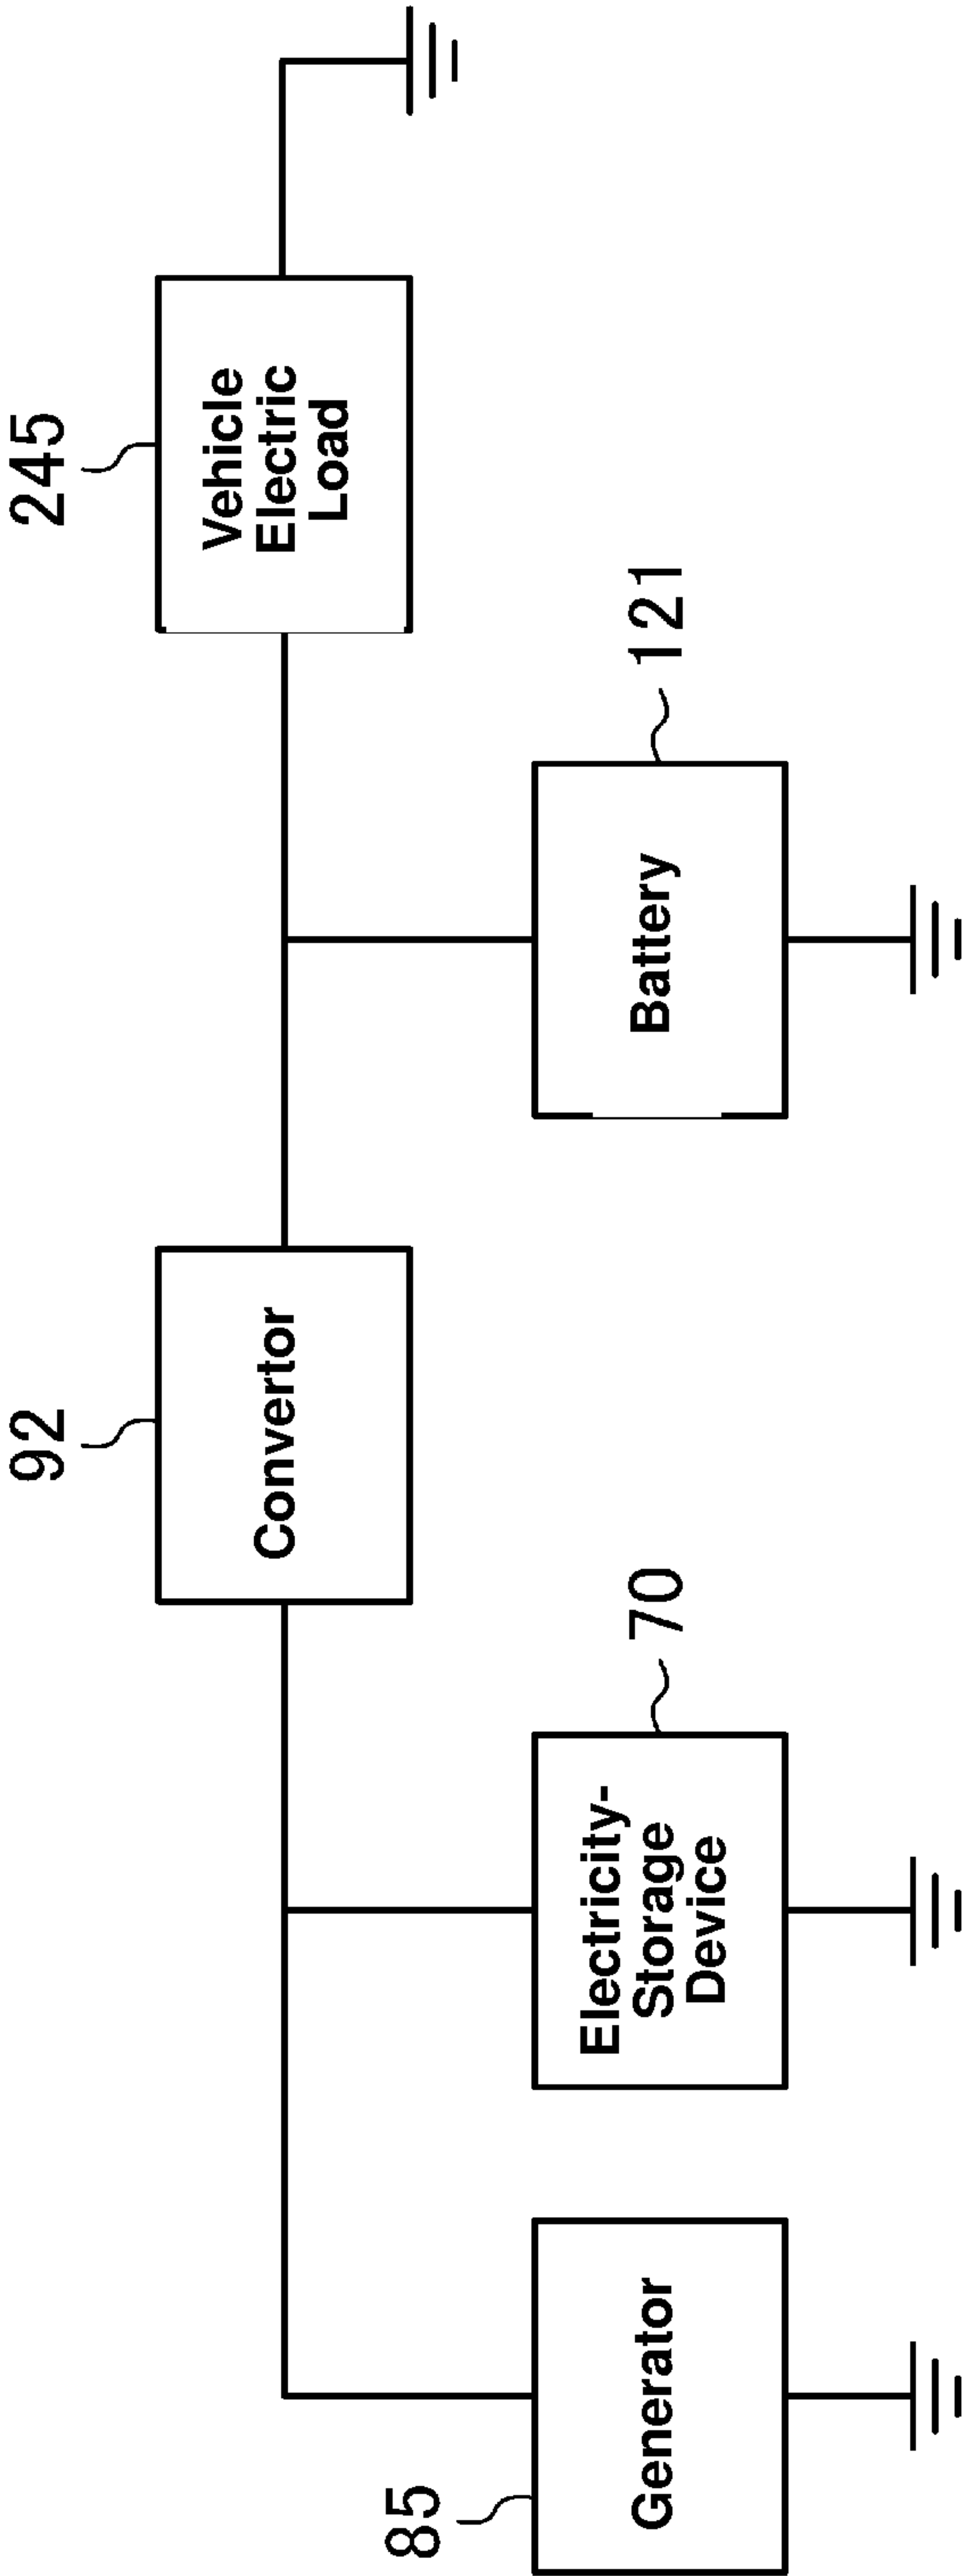 92
245
Convertor
Vehicle
Electric
Load
85
70
121
Generator
Electricity-
Storage
Device
Battery